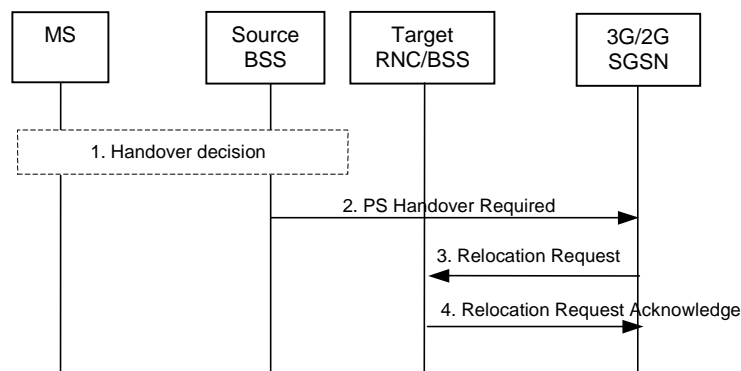 MS
Source
BSS
Target
RNC/BSS
3G/2G
SGSN
1. Handover decision
2. PS Handover Required
3. Relocation Request
4. Relocation Request Acknowledge